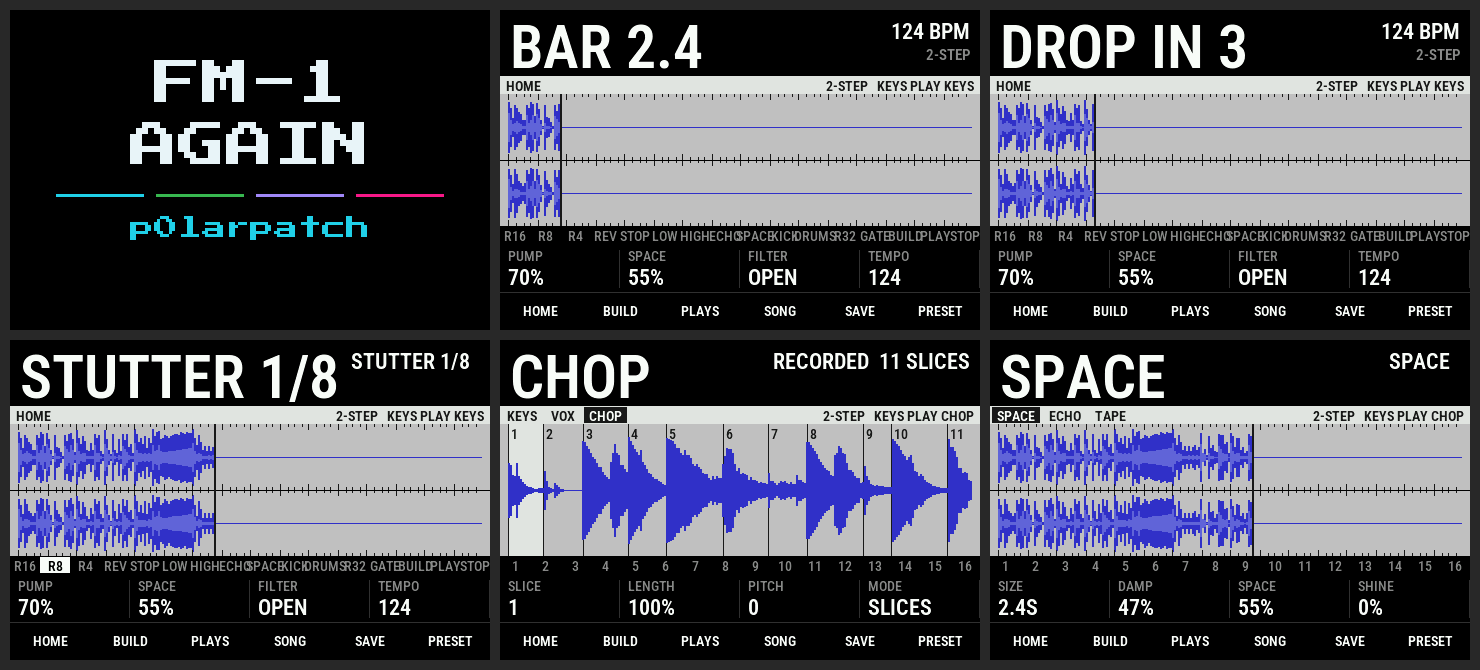 FM-1
AGAIN
p0larpatch
BAR 2.4
124 BPM
2-STEP
HOME 2-STEP KEYS PLAY KEYS
R16 R8 R4 REV STOP LOW HIGH ECHO SPACE KICK DRUMS R32 GATE BUILD PLAY STOP
PUMP SPACE FILTER TEMPO
70% 55% OPEN 124
HOME BUILD PLAYS SONG SAVE PRESET
DROP IN 3
124 BPM
2-STEP
HOME 2-STEP KEYS PLAY KEYS
R16 R8 R4 REV STOP LOW HIGH ECHO SPACE KICK DRUMS R32 GATE BUILD PLAY STOP
PUMP SPACE FILTER TEMPO
70% 55% OPEN 124
HOME BUILD PLAYS SONG SAVE PRESET
STUTTER 1/8 STUTTER 1/8
HOME 2-STEP KEYS PLAY KEYS
R16 R8 R4 REV STOP LOW HIGH ECHO SPACE KICK DRUMS R32 GATE BUILD PLAY STOP
PUMP SPACE FILTER TEMPO
70% 55% OPEN 124
HOME BUILD PLAYS SONG SAVE PRESET
CHOP RECORDED 11 SLICES
KEYS VOX CHOP 2-STEP KEYS PLAY CHOP
1 2 3 4 5 6 7 8 9 10 11
1 2 3 4 5 6 7 8 9 10 11 12 13 14 15 16
SLICE LENGTH PITCH MODE
1 100% 0 SLICES
HOME BUILD PLAYS SONG SAVE PRESET
SPACE SPACE
SPACE ECHO TAPE 2-STEP KEYS PLAY CHOP
1 2 3 4 5 6 7 8 9 10 11 12 13 14 15 16
SIZE DAMP SPACE SHINE
2.4S 47% 55% 0%
HOME BUILD PLAYS SONG SAVE PRESET